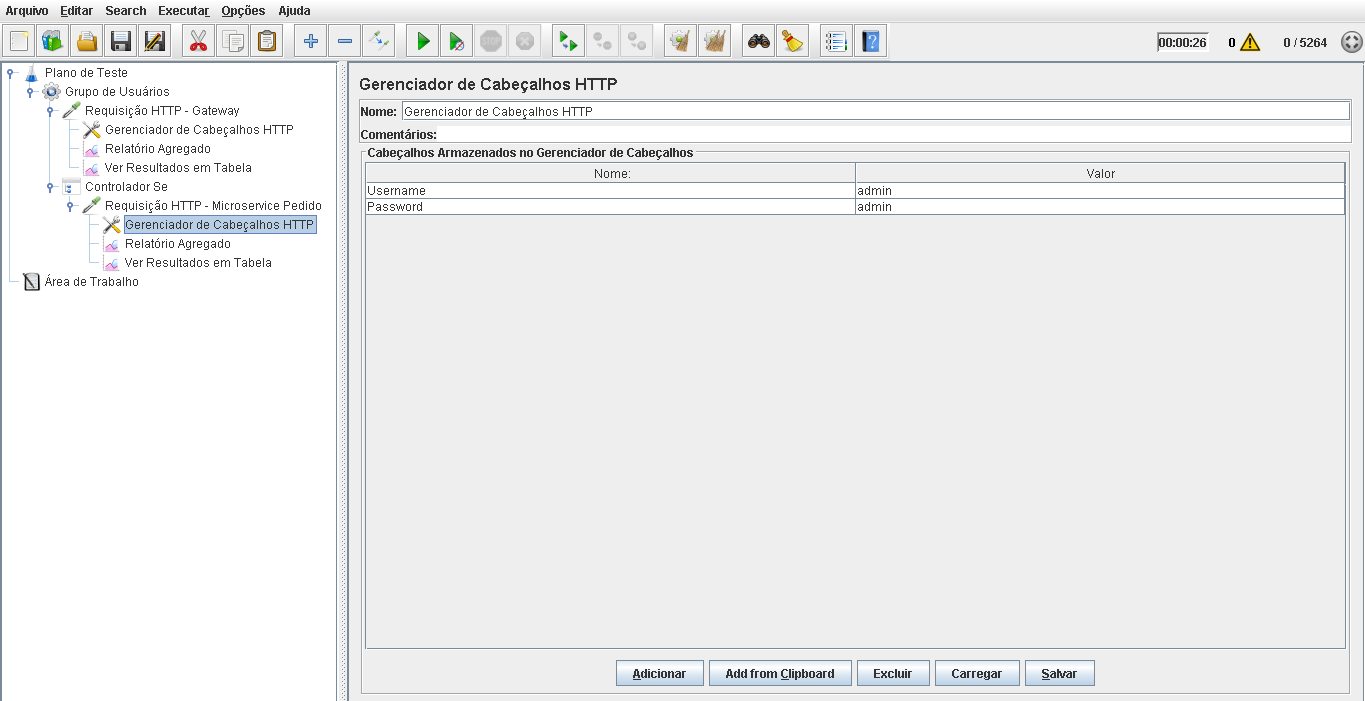 Arquivo Editar Search Executar Opções Ajuda
STOP
00:00:26 0 0 / 5264
Plano de Teste
Grupo de Usuários
Requisição HTTP - Gateway
Gerenciador de Cabeçalhos HTTP
Relatório Agregado
Ver Resultados em Tabela
Controlador Se
Requisição HTTP - Microservice Pedido
Gerenciador de Cabeçalhos HTTP
Relatório Agregado
Ver Resultados em Tabela
Área de Trabalho
Gerenciador de Cabeçalhos HTTP
Nome: Gerenciador de Cabeçalhos HTTP
Comentários:
Cabeçalhos Armazenados no Gerenciador de Cabeçalhos
Nome: Valor
Username admin
Password admin
Adicionar Add from Clipboard Excluir Carregar Salvar